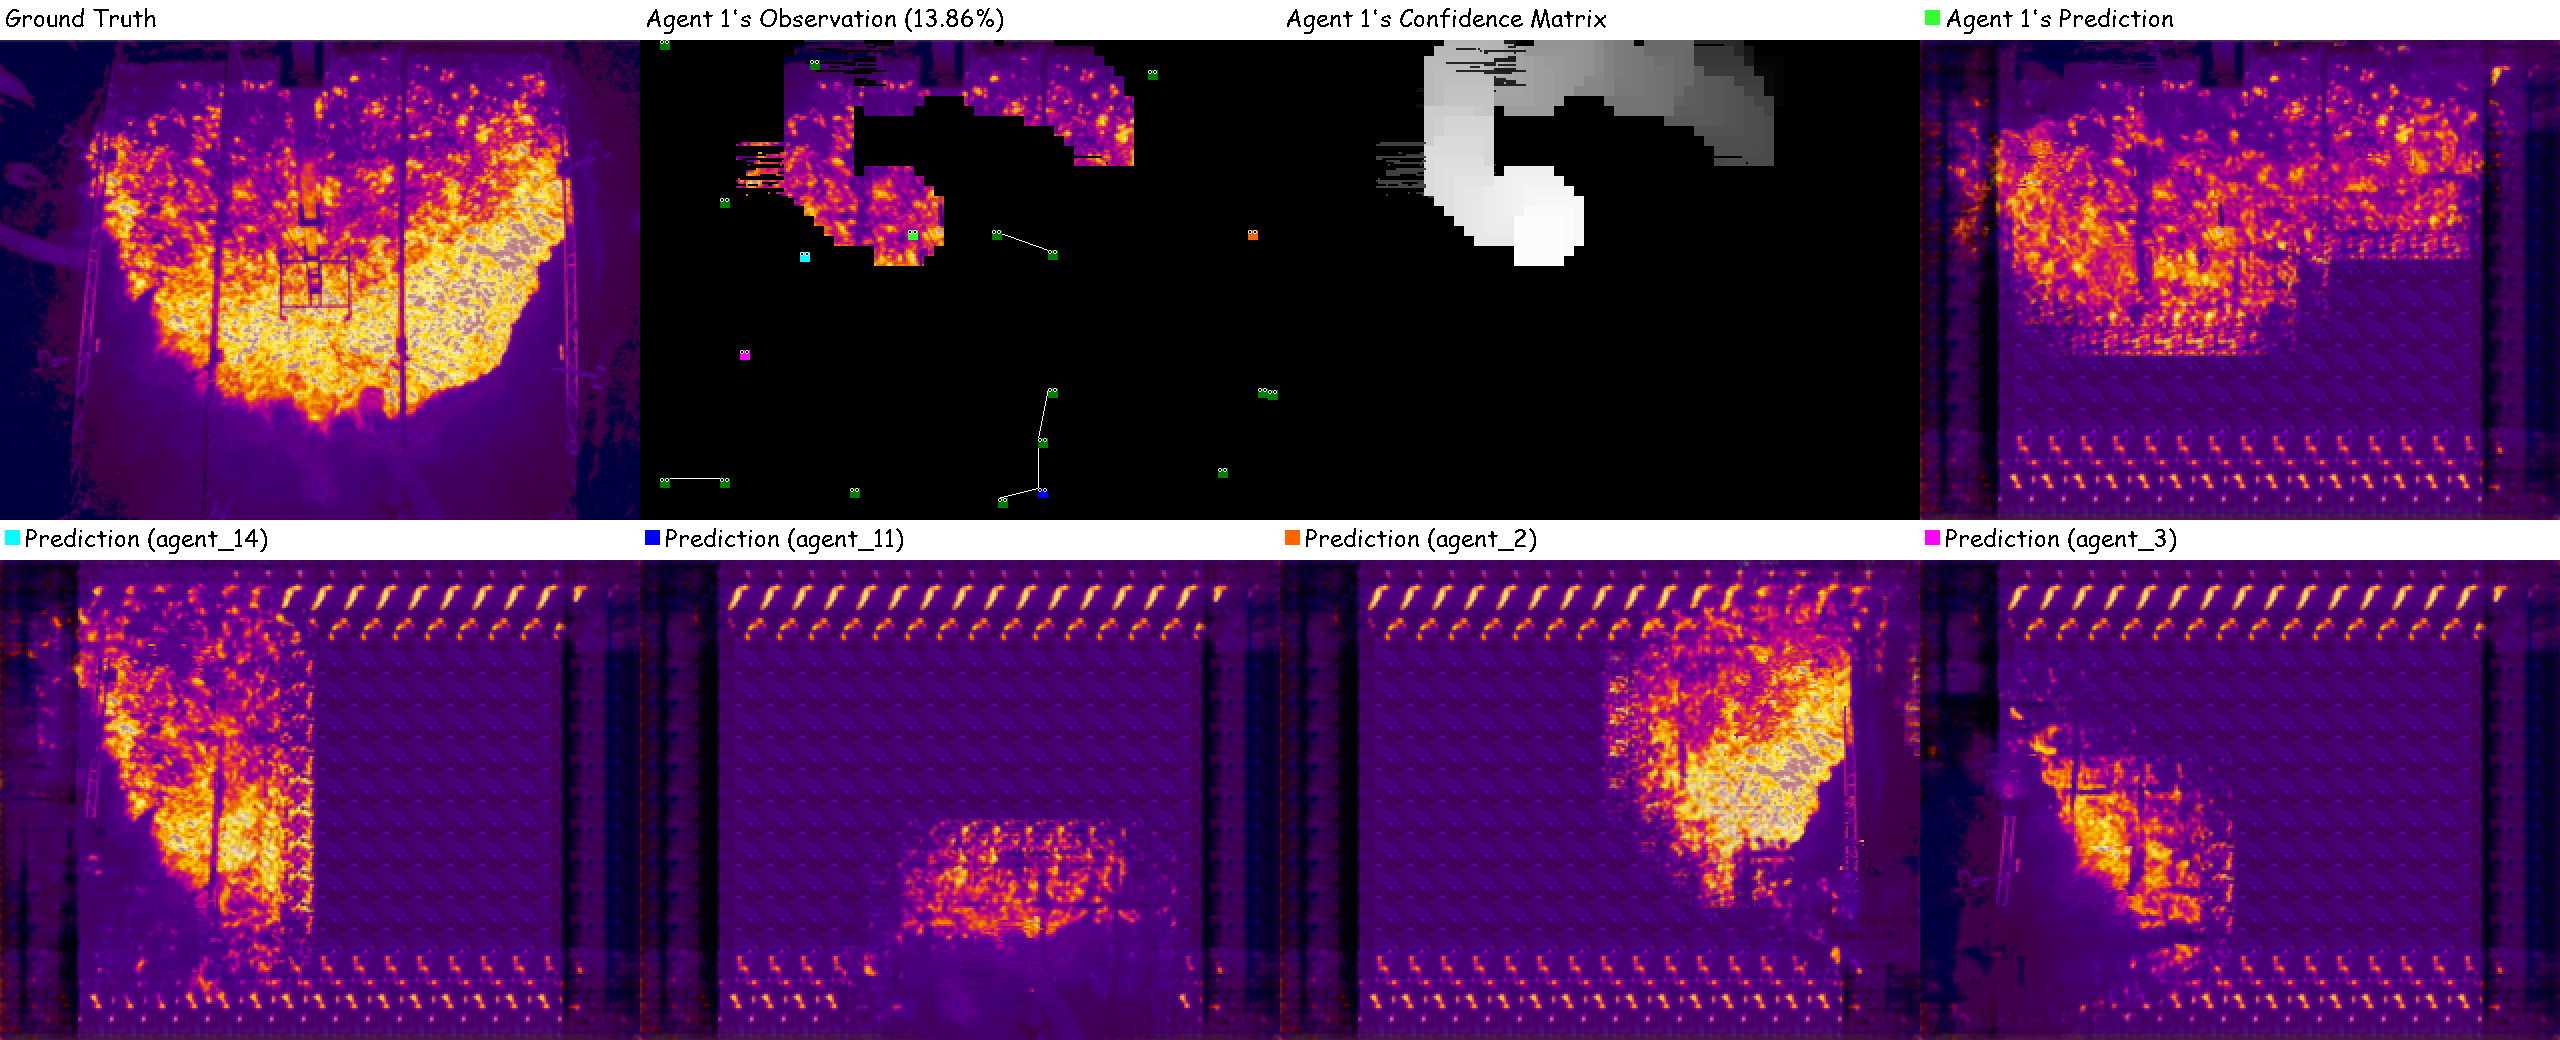 Ground Truth
Agent 1's Observation (13.86%)
Agent 1's Confidence Matrix
Agent 1's Prediction
Prediction (agent_14)
Prediction (agent_11)
Prediction (agent_2)
Prediction (agent_3)